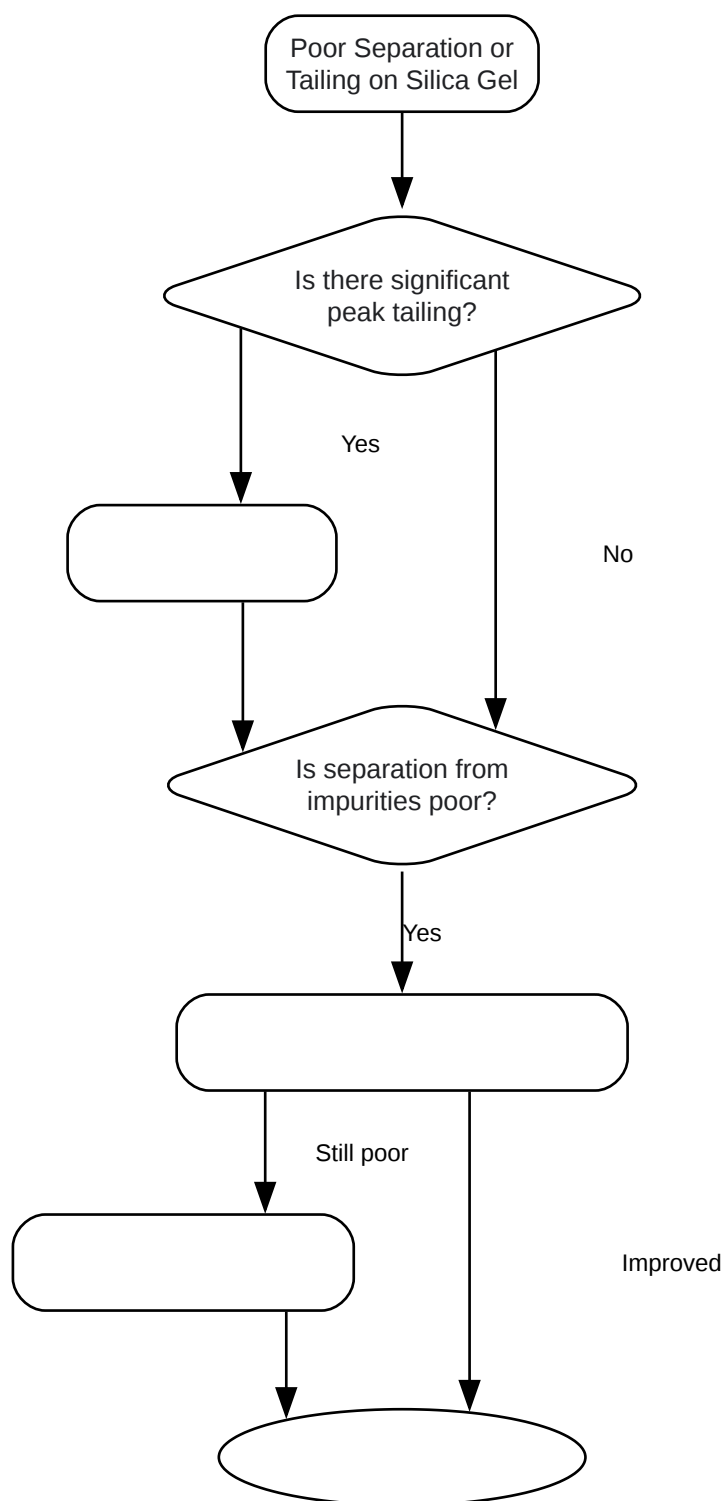 Poor Separation or
Tailing on Silica Gel
Is there significant
peak tailing?
Yes
No
Is separation from
impurities poor?
Yes
Still poor
Improved